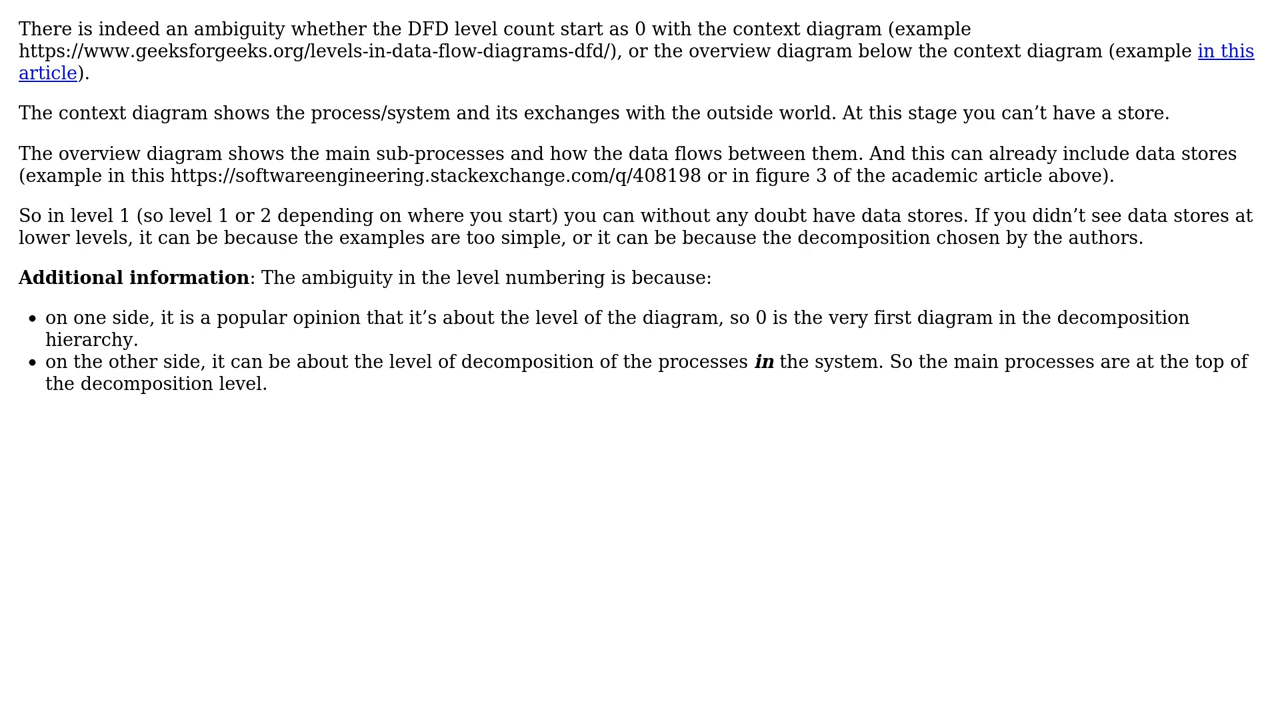 There is indeed an ambiguity whether the DFD level count start as 0 with the context diagram (example
https://www.geeksforgeeks.org/levels-in-data-flow-diagrams-dfd/), or the overview diagram below the context diagram (example in this
article).
The context diagram shows the process/system and its exchanges with the outside world. At this stage you can’t have a store.
The overview diagram shows the main sub-processes and how the data flows between them. And this can already include data stores
(example in this https://softwareengineering.stackexchange.com/q/408198 or in figure 3 of the academic article above).
So in level 1 (so level 1 or 2 depending on where you start) you can without any doubt have data stores. If you didn’t see data stores at
lower levels, it can be because the examples are too simple, or it can be because the decomposition chosen by the authors.
Additional information: The ambiguity in the level numbering is because:
• on one side, it is a popular opinion that it’s about the level of the diagram, so 0 is the very first diagram in the decomposition
hierarchy.
• on the other side, it can be about the level of decomposition of the processes in the system. So the main processes are at the top of
the decomposition level.